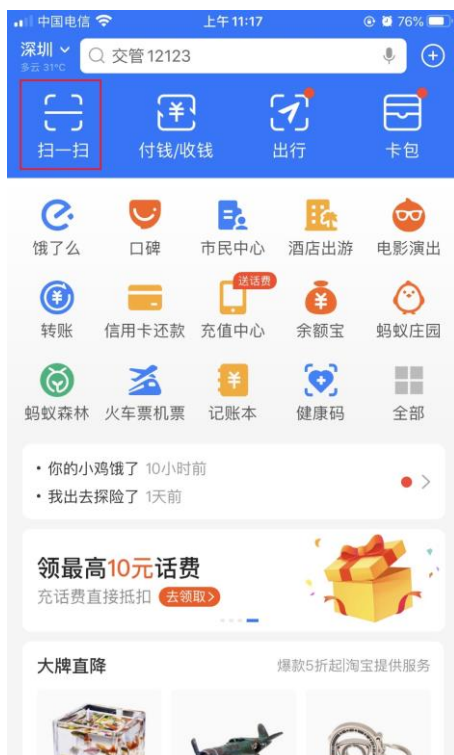 中国电信 上午11:17 76%
深圳
多云 31°C
交管12123
扫一扫 付钱/收钱 出行 卡包
饿了么 口碑 市民中心 酒店出游 电影演出
送话费
转账 信用卡还款 充值中心 余额宝 蚂蚁庄园
蚂蚁森林 火车票机票 记账本 健康码 全部
• 你的小鸡饿了 10小时前
• 我出去探险了 1天前
领最高10元话费
充话费直接抵扣 去领取>
大牌直降 爆款5折起|淘宝提供服务